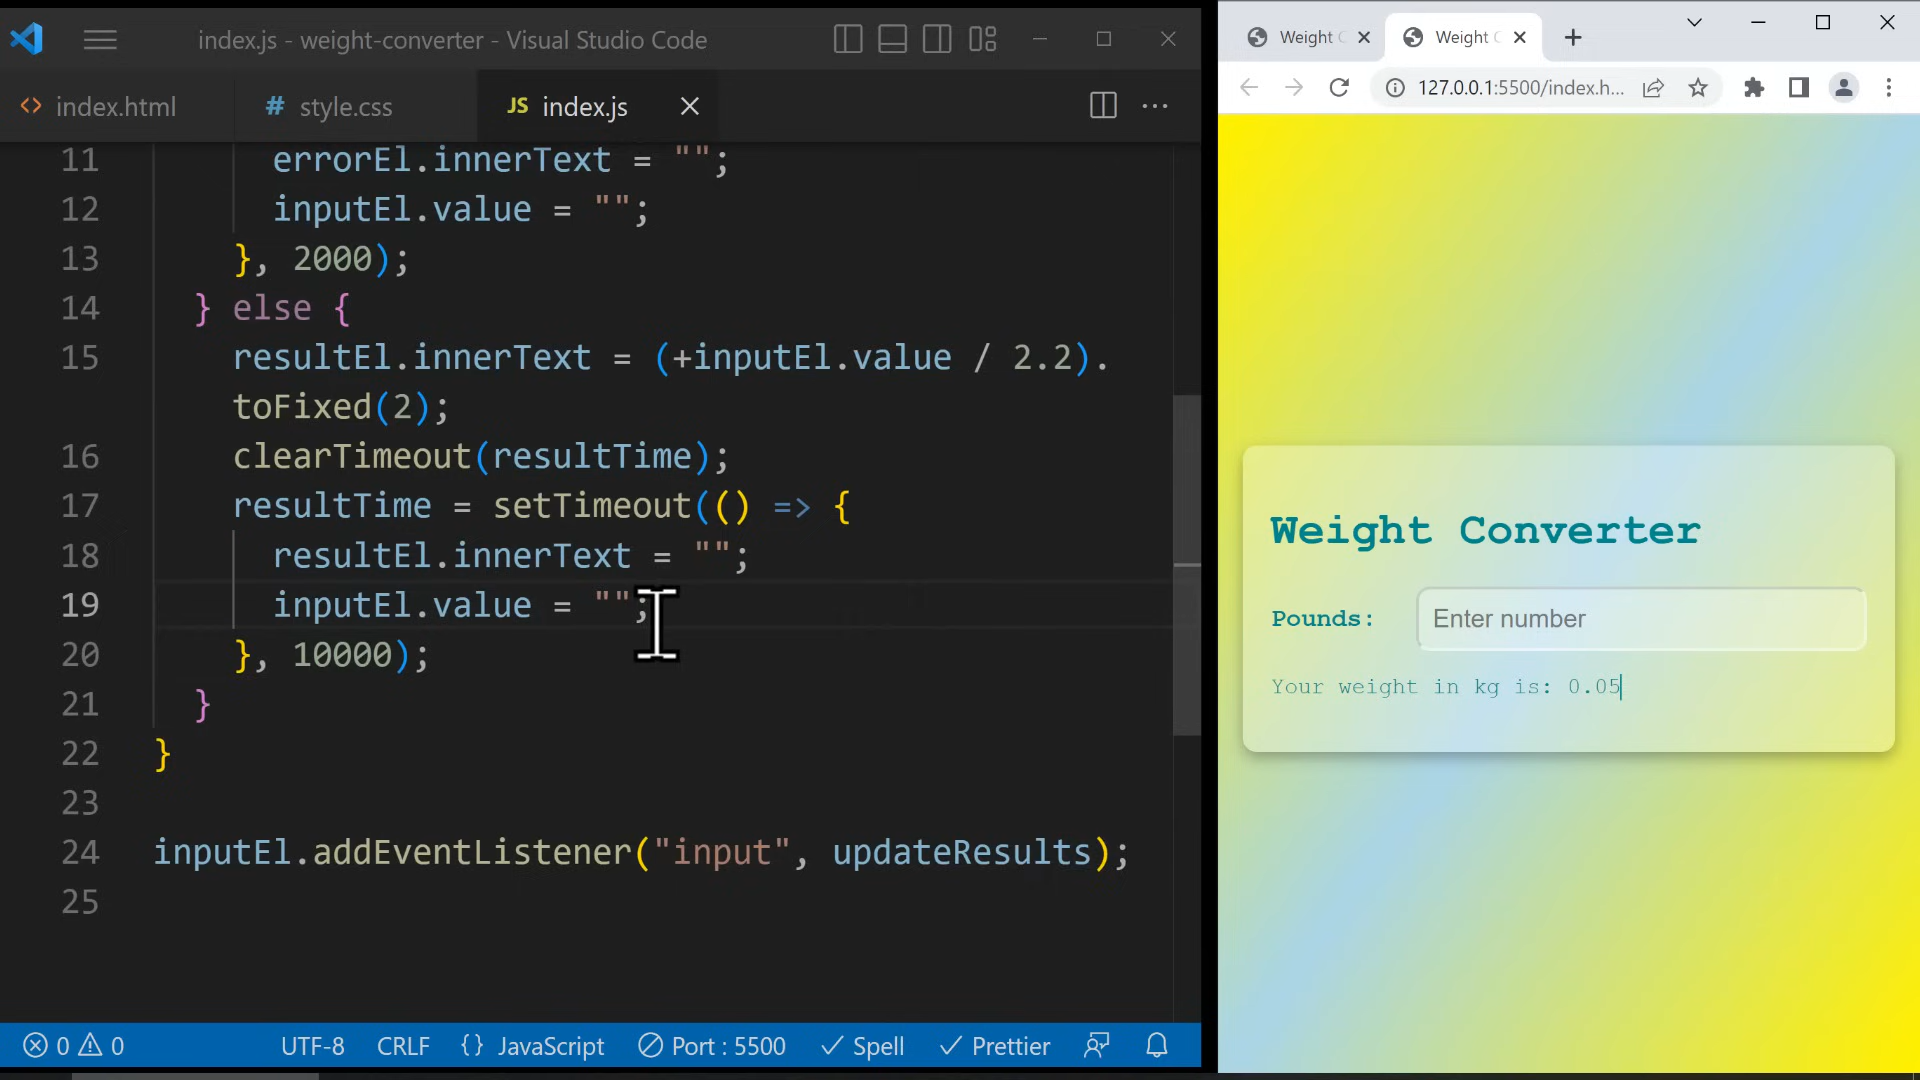 index.js - weight-converter - Visual Studio Code
<> index.html
# style.css
JS index.js
11 errorEl.innerText = "";
12 inputEl.value = "";
13 }, 2000);
14 } else {
15 resultEl.innerText = (+inputEl.value / 2.2).
toFixed(2);
16 clearTimeout(resultTime);
17 resultTime = setTimeout(() => {
18 resultEl.innerText = "";
19 inputEl.value = "";
20 }, 10000);
21 }
22 }
23
24 inputEl.addEventListener("input", updateResults);
25
0 0 UTF-8 CRLF {} JavaScript Port : 5500 Spell Prettier
Weight C
Weight C
127.0.0.1:5500/index.h...
Weight Converter
Pounds: Enter number
Your weight in kg is: 0.05